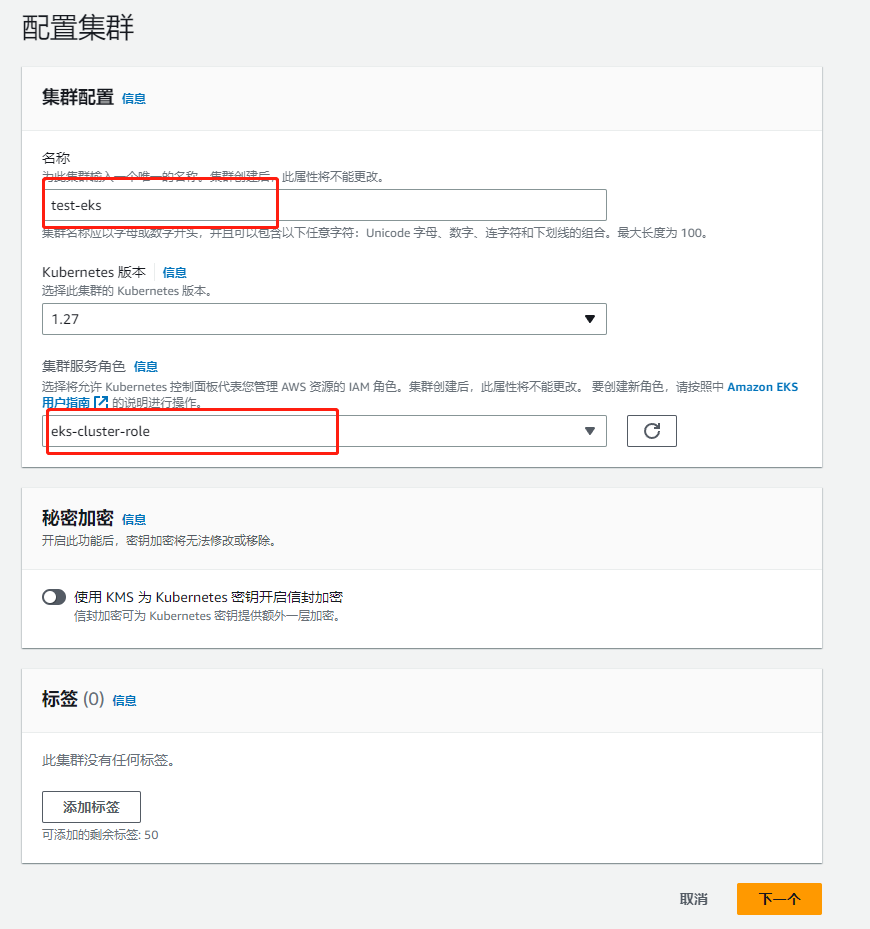 配置集群
集群配置 信息
名称
为此集群输入一个唯一的名称。集群创建后，此属性将不能更改。
test-eks
集群名称应以字母或数字开头，并且可以包含以下任意字符：Unicode 字母、数字、连字符和下划线的组合。最大长度为 100。
Kubernetes 版本 信息
选择此集群的 Kubernetes 版本。
1.27
集群服务角色 信息
选择将允许 Kubernetes 控制面板代表您管理 AWS 资源的 IAM 角色。集群创建后，此属性将不能更改。 要创建新角色，请按照中 Amazon EKS
用户指南 的说明进行操作。
eks-cluster-role
秘密加密 信息
开启此功能后，密钥加密将无法修改或移除。
使用 KMS 为 Kubernetes 密钥开启信封加密
信封加密可为 Kubernetes 密钥提供额外一层加密。
标签 (0) 信息
此集群没有任何标签。
添加标签
可添加的剩余标签: 50
取消 下一个